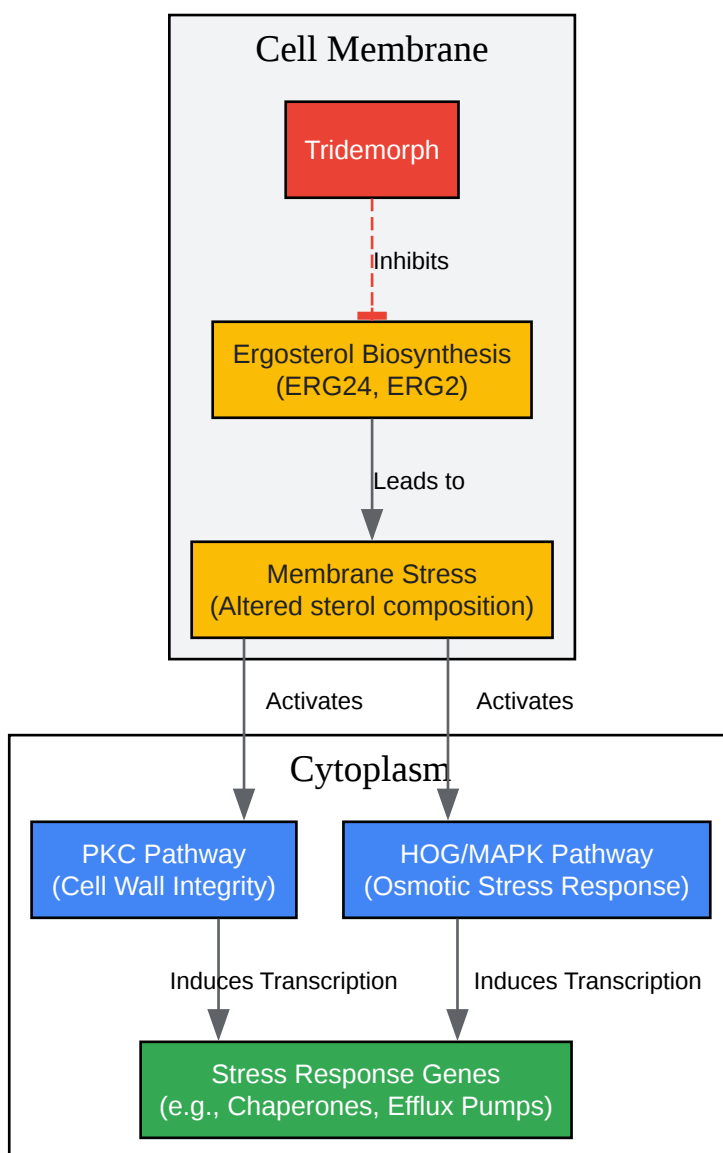 Cell Membrane
Tridemorph
Inhibits
Ergosterol Biosynthesis
(ERG24, ERG2)
Leads to
Membrane Stress
(Altered sterol composition)
Activates
Activates
Cytoplasm
PKC Pathway
(Cell Wall Integrity)
HOG/MAPK Pathway
(Osmotic Stress Response)
Induces Transcription
Induces Transcription
Stress Response Genes
(e.g., Chaperones, Efflux Pumps)